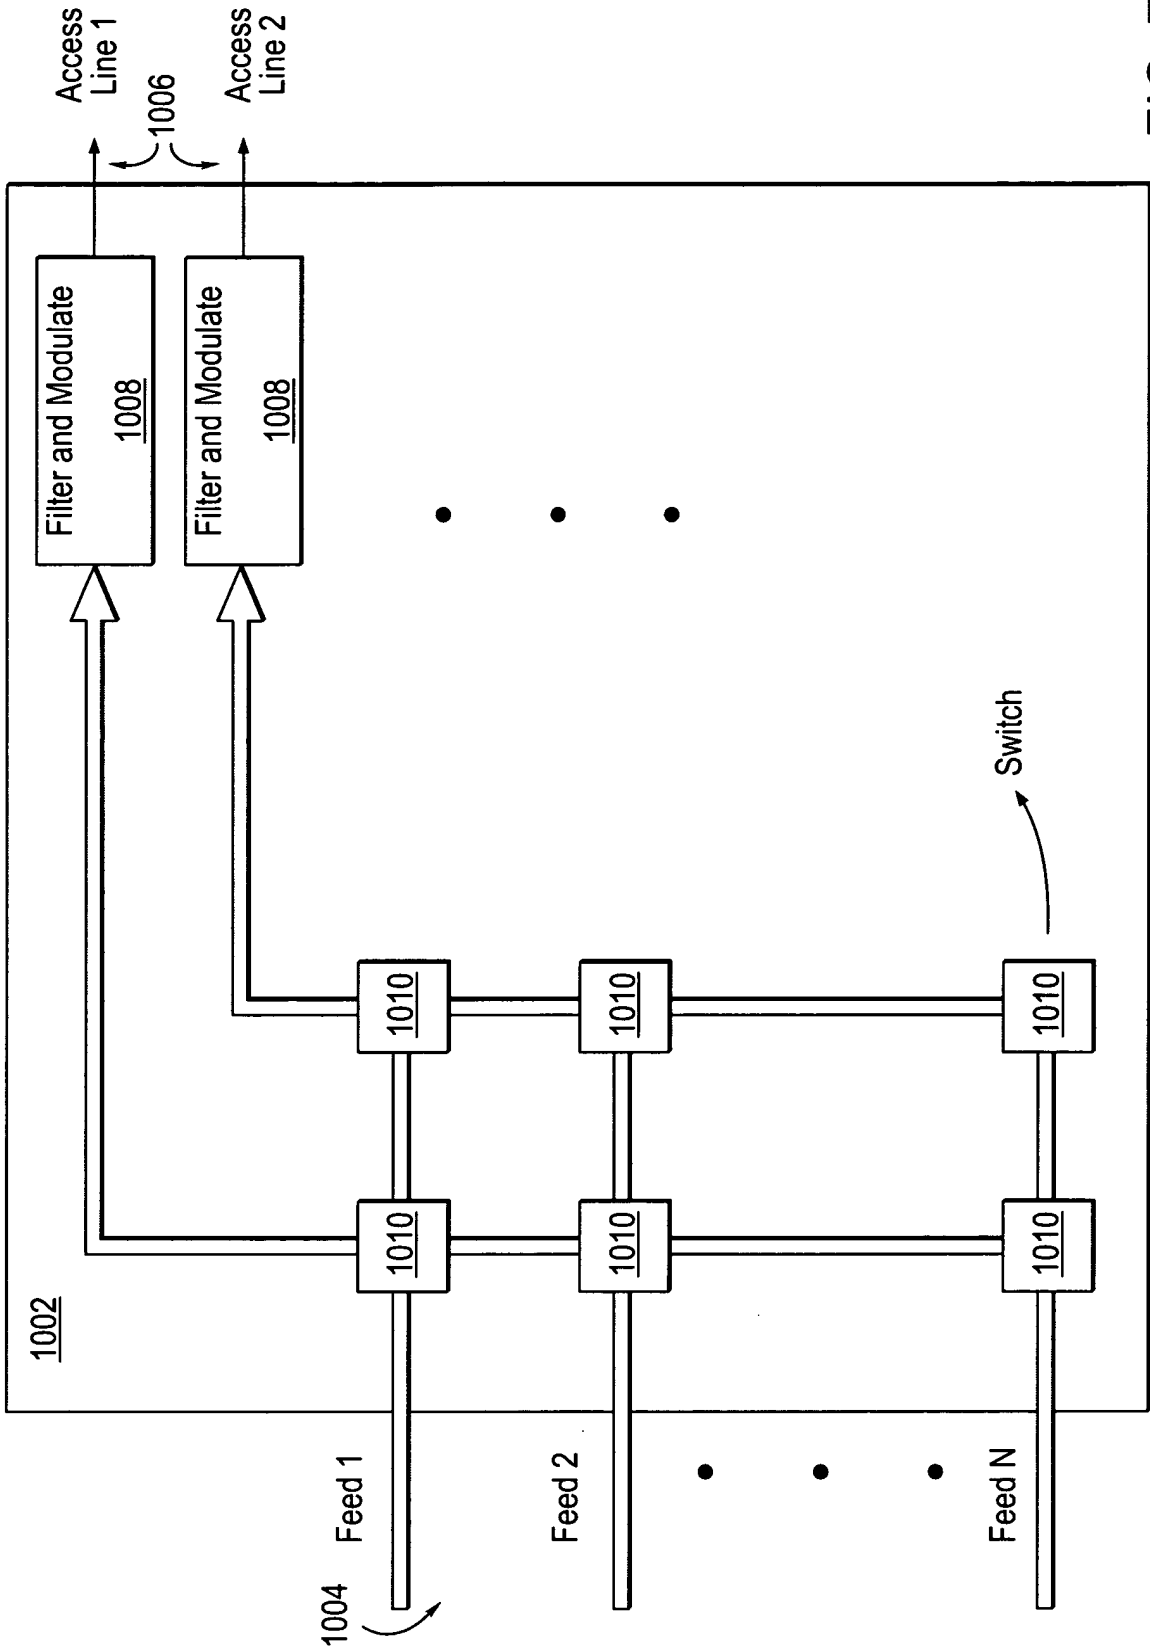 Access
Line 1
1006
Access
Line 2
Filter and Modulate
1008
Filter and Modulate
1008
Switch
1010
1010
1010
1010
1010
1010
1002
Feed 1
Feed 2
Feed N
1004